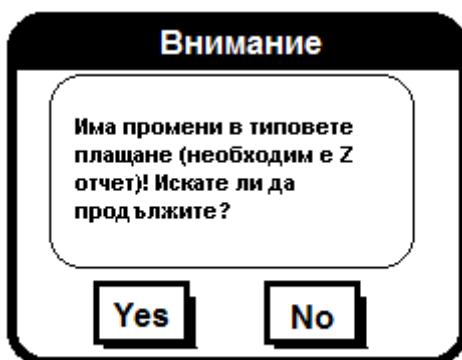 Внимание
Има промени в типовете
плащане (необходим е Z
отчет)! Искате ли да
продължите?
Yes No